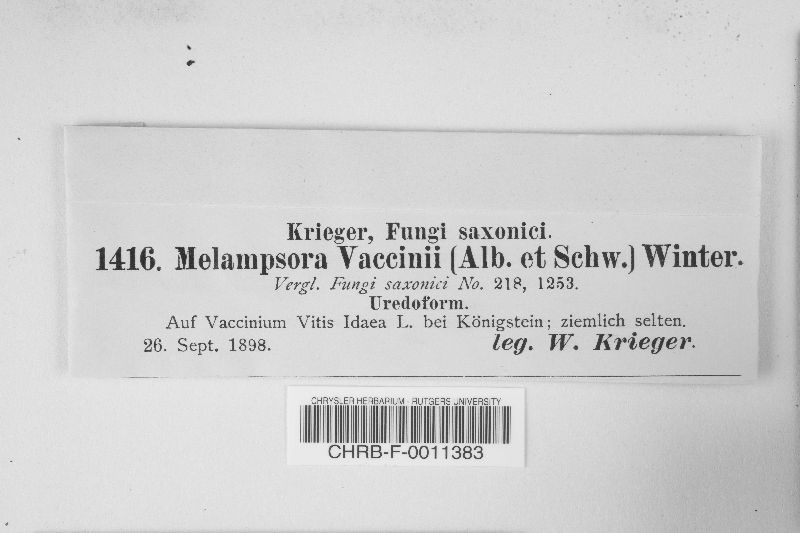 Krieger, Fungi saxonici.
1416. Melampsora Vaccinii (Alb. et Schw.) Winter.
Vergl. Fungi saxonici No. 218, 1253.
Uredoform.
Auf Vaccinium Vitis Idaea L. bei Königstein; ziemlich selten.
26. Sept. 1898. leg. W. Krieger.
CHRYSLER HERBARIUM - RUTGERS UNIVERSITY
CHRB-F-0011383